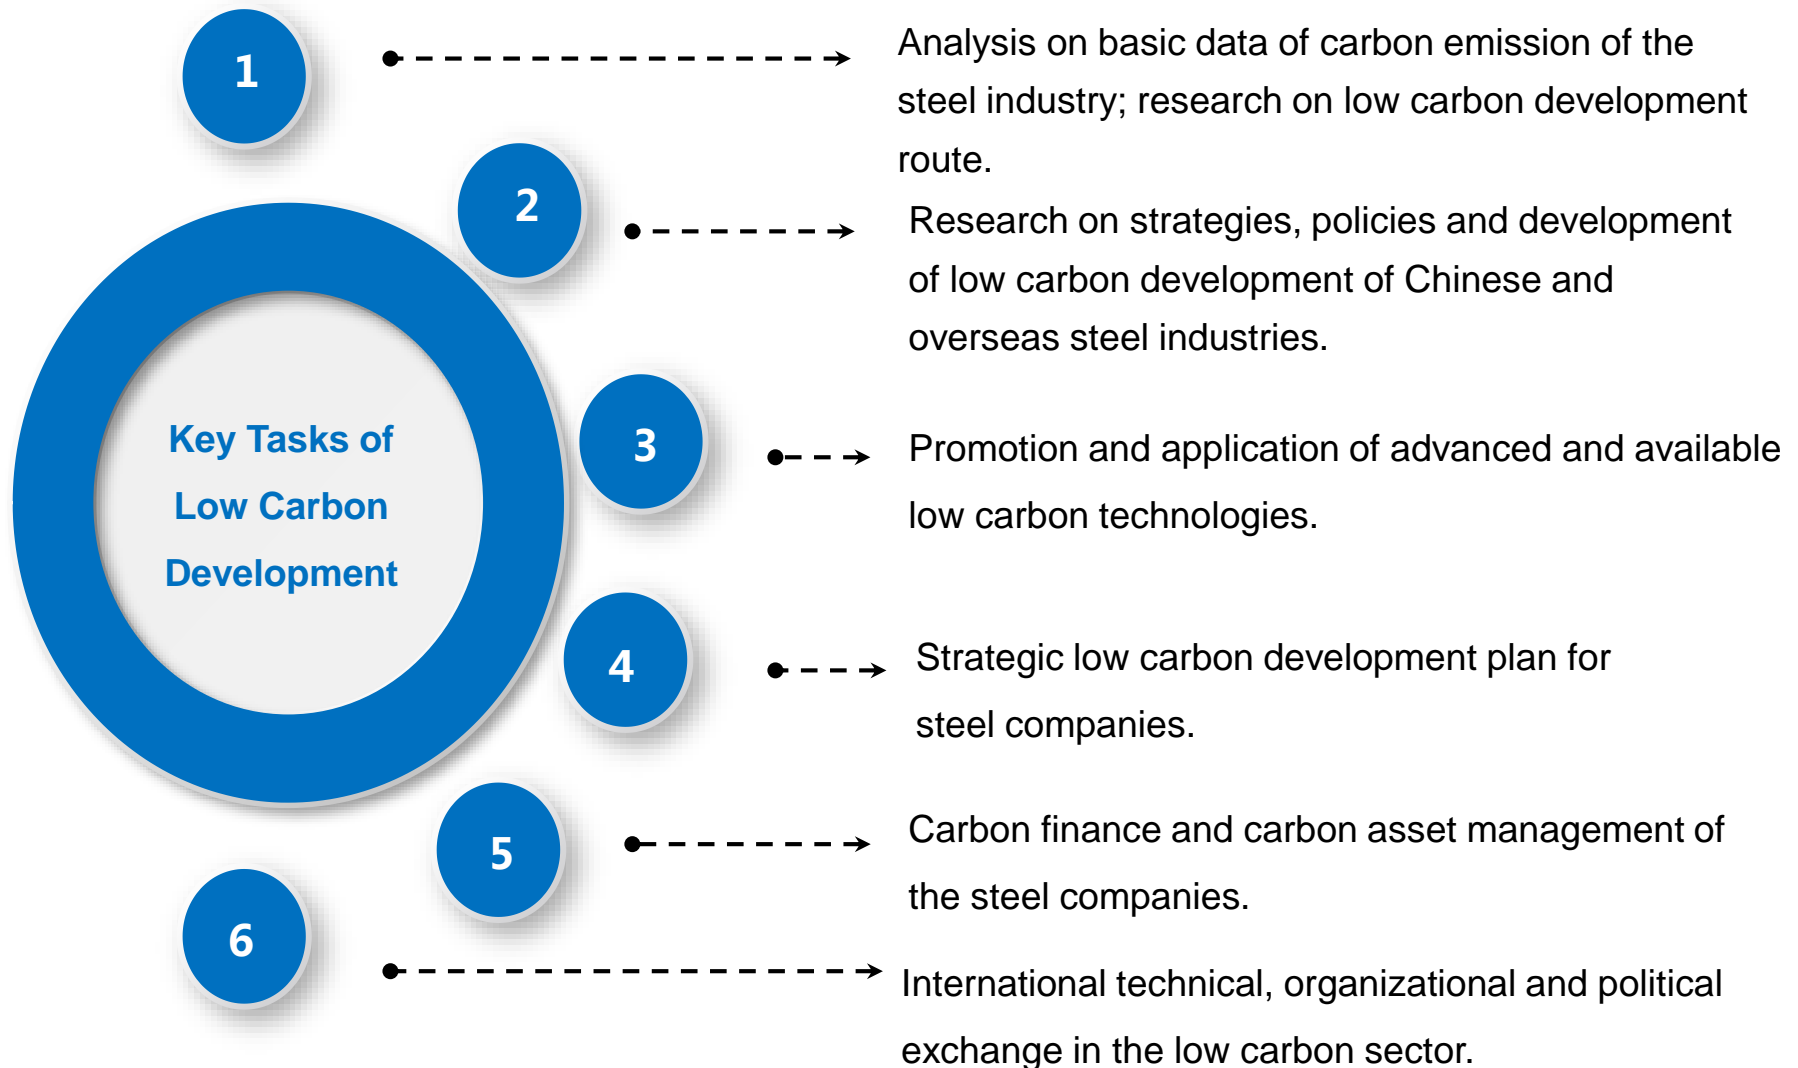 Key Tasks of
Low Carbon
Development
1
Analysis on basic data of carbon emission of the
steel industry; research on low carbon development
route.
2
Research on strategies, policies and development
of low carbon development of Chinese and
overseas steel industries.
3
Promotion and application of advanced and available
low carbon technologies.
4
Strategic low carbon development plan for
steel companies.
5
Carbon finance and carbon asset management of
the steel companies.
6
International technical, organizational and political
exchange in the low carbon sector.